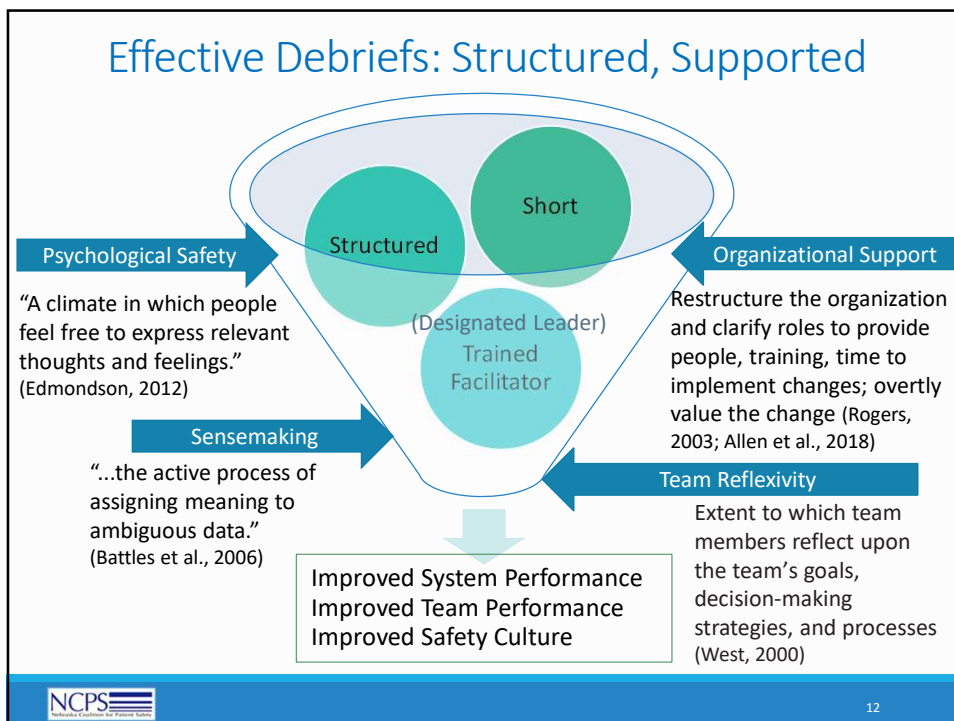 Effective Debriefs: Structured, Supported
Short
Structured
(Designated Leader)
Trained
Facilitator
Psychological Safety
“A climate in which people
feel free to express relevant
thoughts and feelings.”
(Edmondson, 2012)
Sensemaking
“...the active process of
assigning meaning to
ambiguous data.”
(Battles et al., 2006)
Organizational Support
Restructure the organization
and clarify roles to provide
people, training, time to
implement changes; overtly
value the change (Rogers,
2003; Allen et al., 2018)
Team Reflexivity
Extent to which team
members reflect upon
the team’s goals,
decision-making
strategies, and processes
(West, 2000)
Improved System Performance
Improved Team Performance
Improved Safety Culture
NCPS
Nebraska Coalition for Patient Safety
12